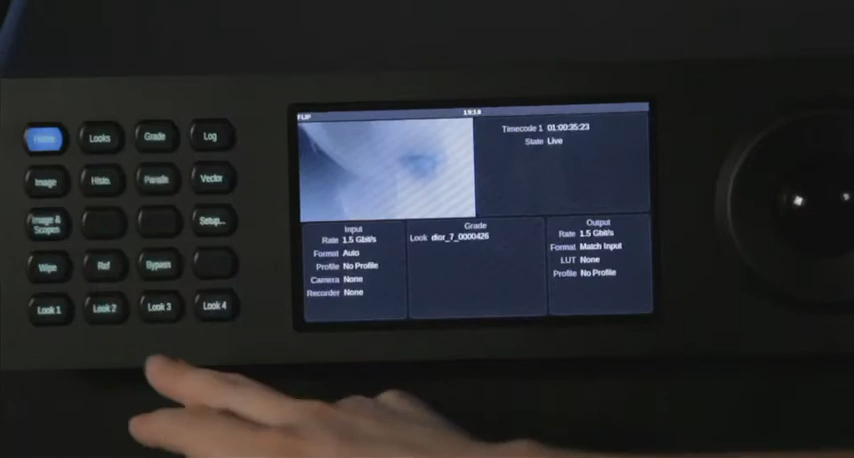 Home Looks Grade Log
Image Histo. Parade Vector
Image &
Scopes
Setup...
Wipe Ref Bypass
Look 1 Look 2 Look 3 Look 4
FLIP
Timecode 1 01:00:35:23
State Live
Input
Rate 1.5 Gbit/s
Format Auto
Profile No Profile
Camera None
Recorder None
Grade
Look dior_7_0000426
Output
Rate 1.5 Gbit/s
Format Match Input
LUT None
Profile No Profile